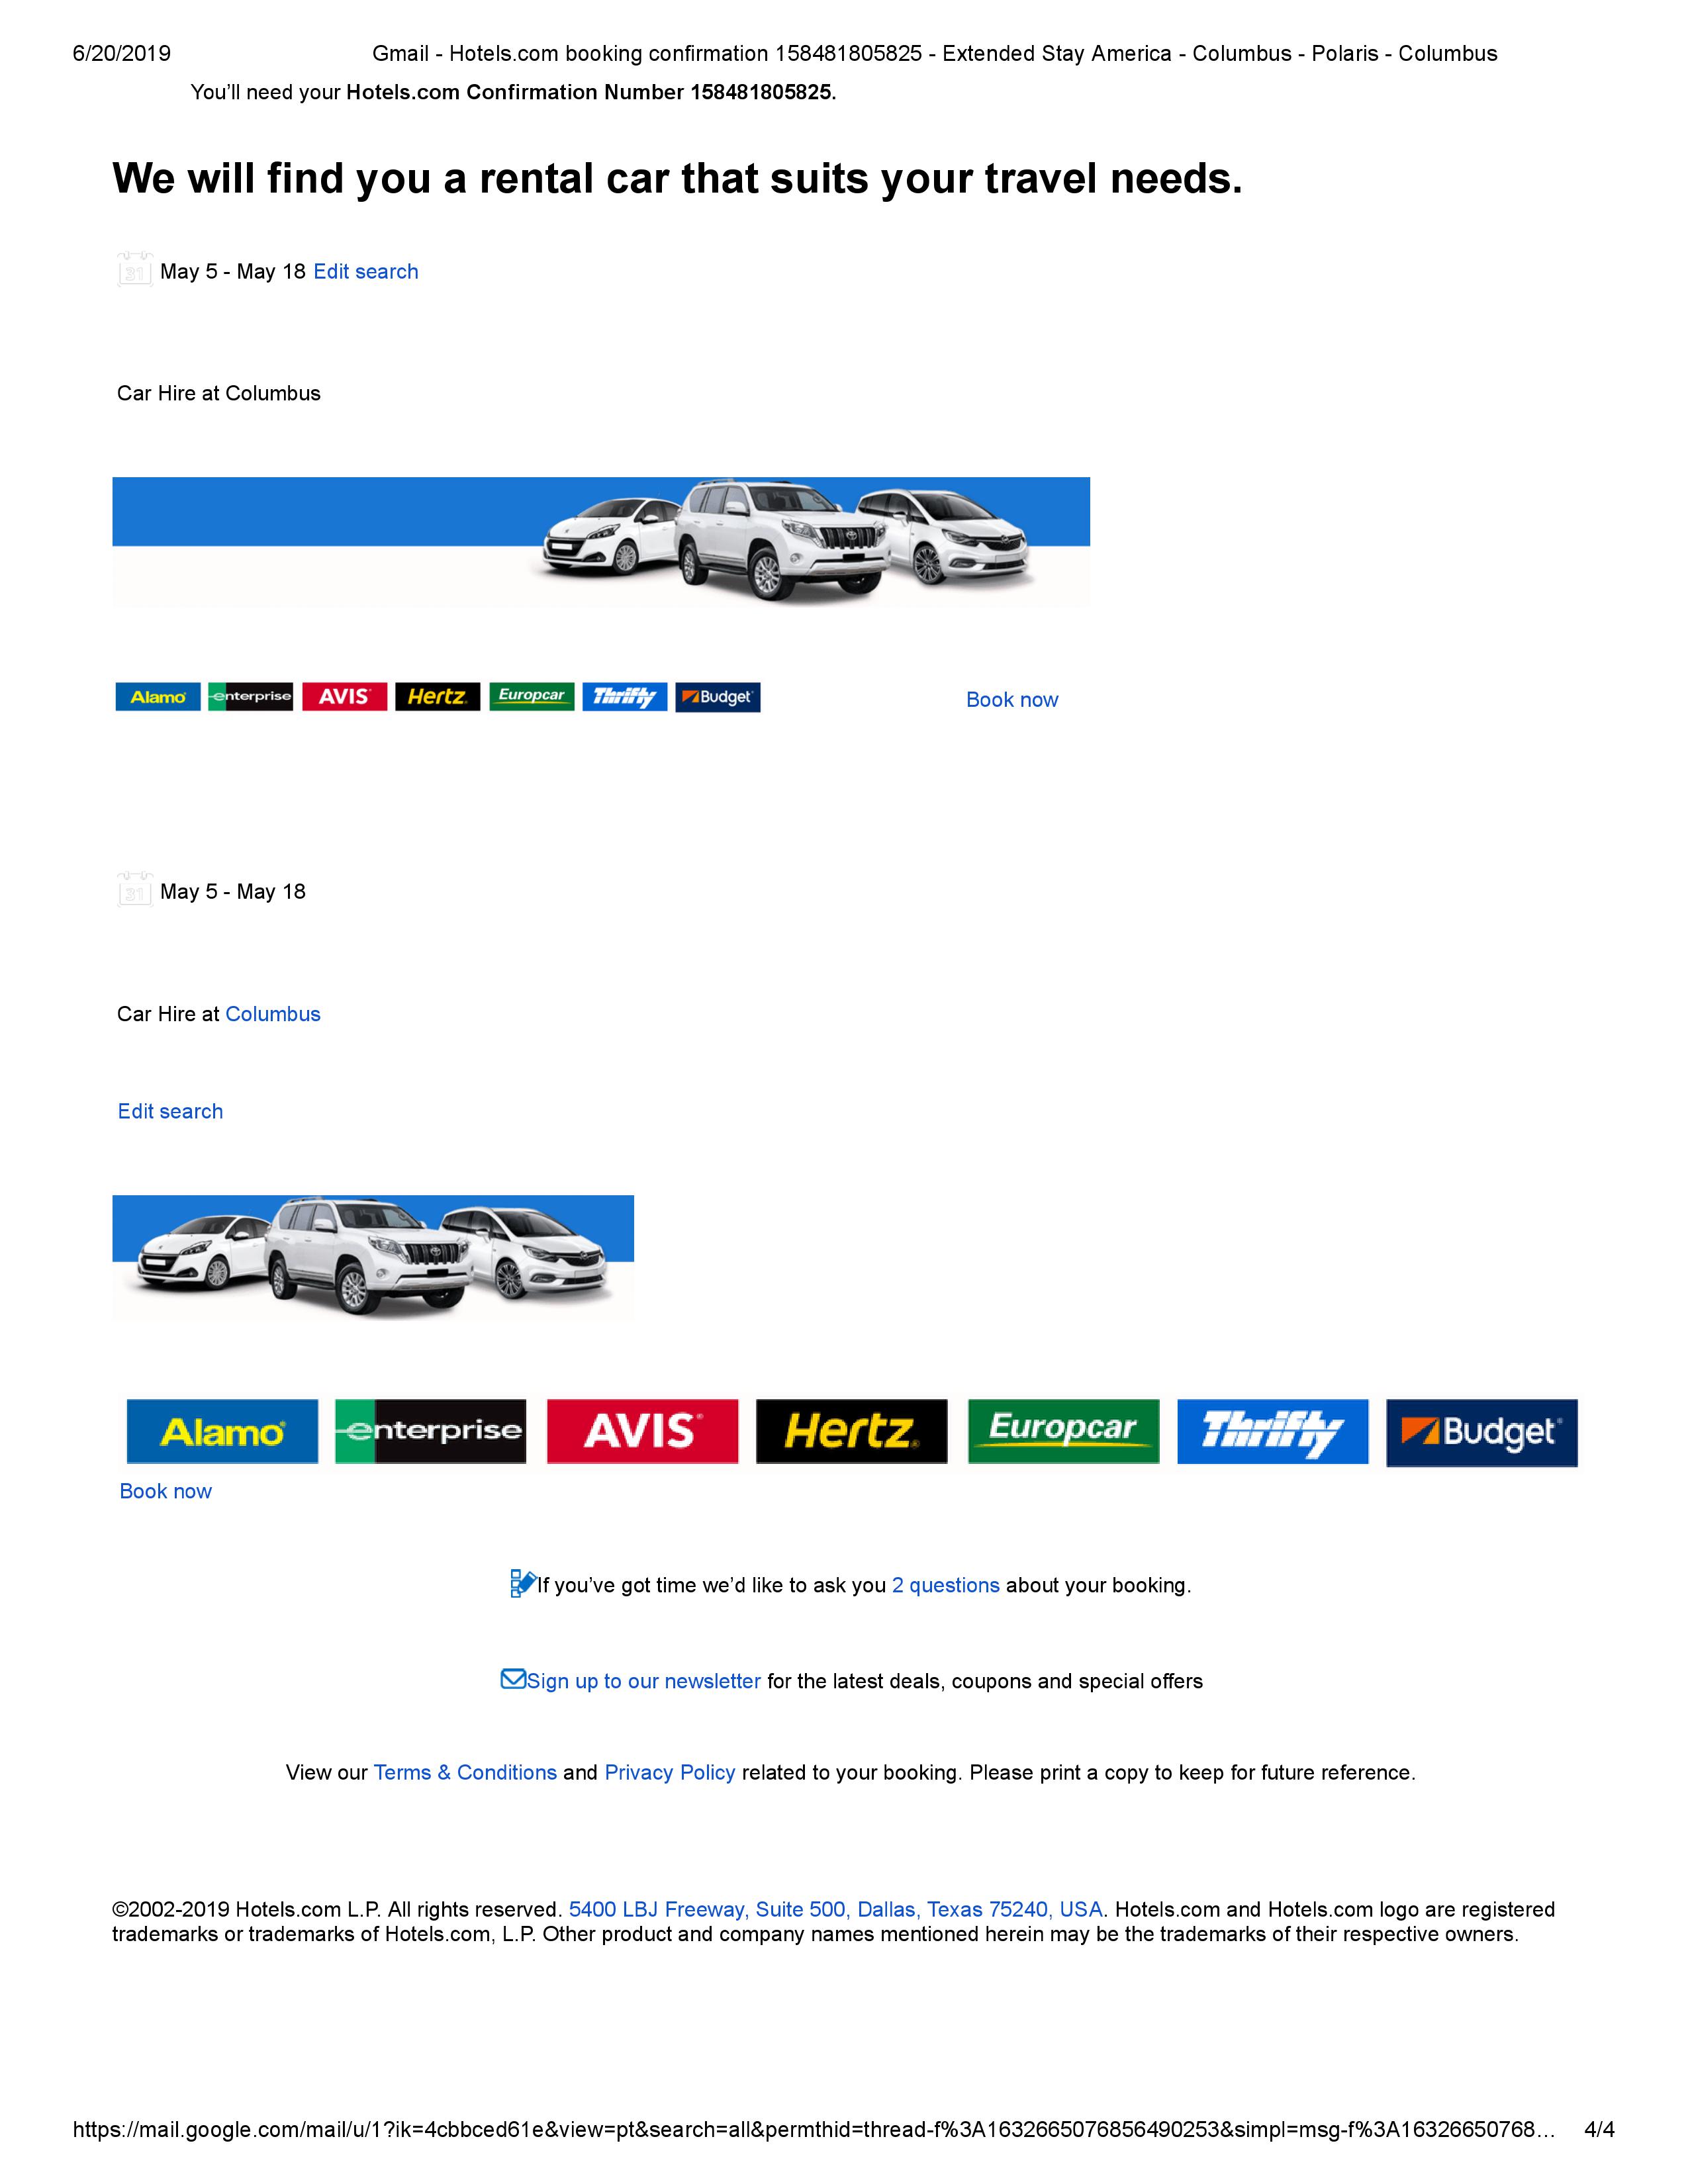 6/20/2019 Gmail - Hotels.com booking confirmation 158481805825 - Extended Stay America - Columbus - Polaris - Columbus
You’ll need your Hotels.com Confirmation Number 158481805825.
We will find you a rental car that suits your travel needs.
31 May 5 - May 18 Edit search
Car Hire at Columbus
Alamo enterprise AVIS Hertz Europcar Thrifty Budget Book now
31 May 5 - May 18
Car Hire at Columbus
Edit search
Alamo enterprise AVIS Hertz Europcar Thrifty Budget
Book now
If you’ve got time we’d like to ask you 2 questions about your booking.
Sign up to our newsletter for the latest deals, coupons and special offers
View our Terms & Conditions and Privacy Policy related to your booking. Please print a copy to keep for future reference.
©2002-2019 Hotels.com L.P. All rights reserved. 5400 LBJ Freeway, Suite 500, Dallas, Texas 75240, USA. Hotels.com and Hotels.com logo are registered
trademarks or trademarks of Hotels.com, L.P. Other product and company names mentioned herein may be the trademarks of their respective owners.
https://mail.google.com/mail/u/1?ik=4cbbced61e&view=pt&search=all&permthid=thread-f%3A1632665076856490253&simpl=msg-f%3A16326650768… 4/4